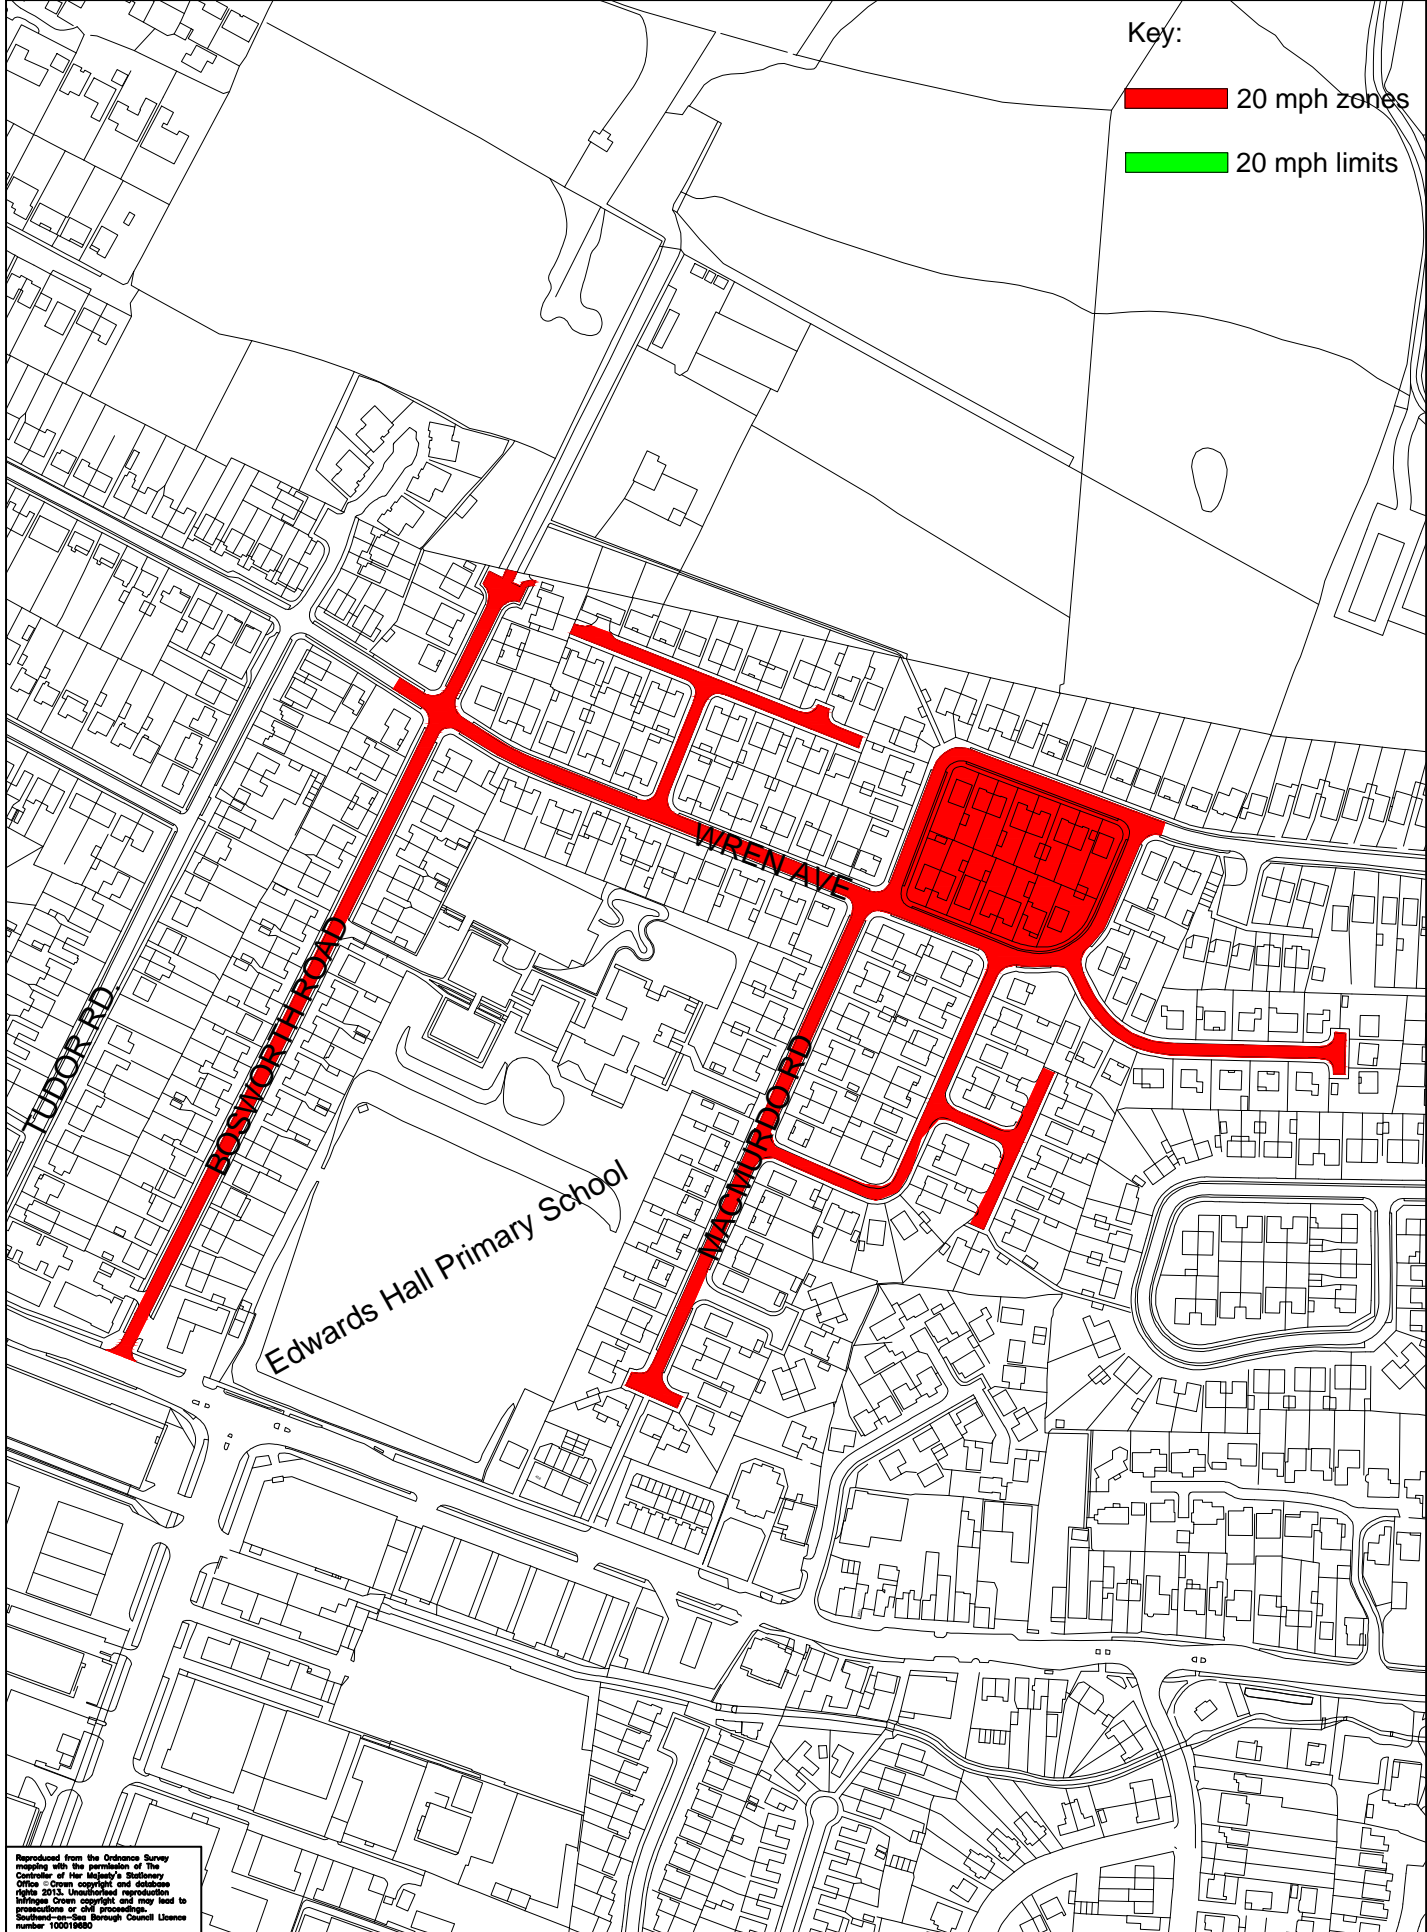 Key:
20 mph zones
20 mph limits
WREN AVE
BOSWORTH ROAD
TUDOR RD.
MACMURDO RD
Edwards Hall Primary School
Reproduced from the Ordnance Survey
mapping with the permission of The
Controller of Her Majesty's Stationery
Office © Crown copyright and database
rights 2013. Unauthorised reproduction
infringes Crown copyright and may lead to
prosecutions or civil proceedings.
Southend-on-Sea Borough Council Licence
number 100019680